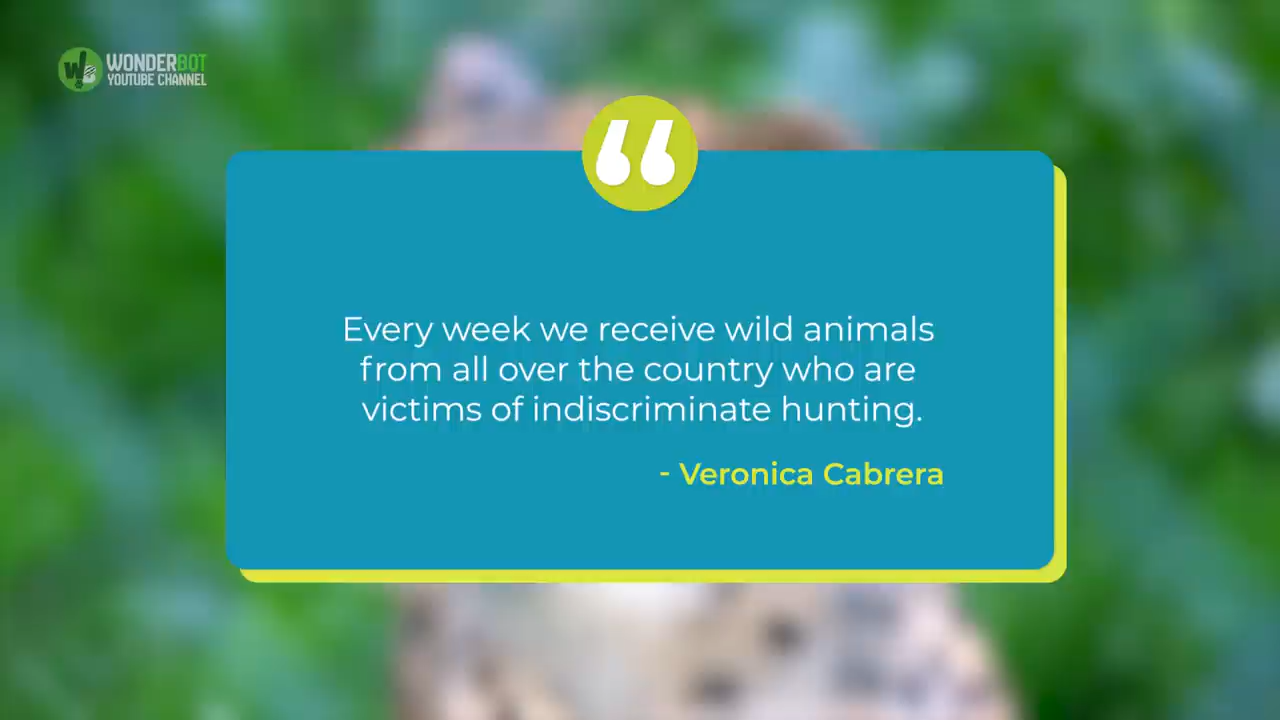 WONDERBOT
YOUTUBE CHANNEL
Every week we receive wild animals
from all over the country who are
victims of indiscriminate hunting.
- Veronica Cabrera